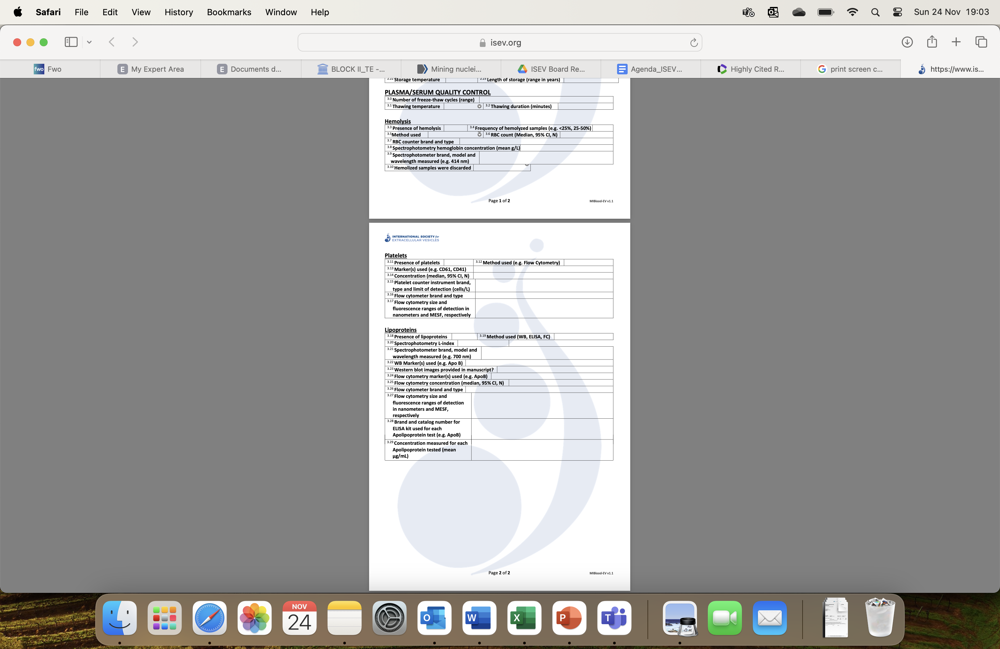 Safari File Edit View History Bookmarks Window Help Sun 24 Nov 19:03
isev.org
fwo Fwo E My Expert Area E Documents d... BLOCK II_TE -... Mining nuclei... ISEV Board Re... Agenda_ISEV... Highly Cited R... print screen c... https://www.is...
2.22 Storage temperature 2.23 Length of storage (range in years)
PLASMA/SERUM QUALITY CONTROL
3.0 Number of freeze-thaw cycles (range)
3.1 Thawing temperature 3.2 Thawing duration (minutes)
Hemolysis
3.3 Presence of hemolysis 3.4 Frequency of hemolyzed samples (e.g. <25%, 25-50%)
3.5 Method used 3.6 RBC count (Median, 95% CI, N)
3.7 RBC counter brand and type
3.8 Spectrophotometry hemoglobin concentration (mean g/L)
3.9 Spectrophotometer brand, model and
wavelength measured (e.g. 414 nm)
3.10 Hemolized samples were discarded
Page 1 of 2 MIBlood-EV v1.1
INTERNATIONAL SOCIETY for
EXTRACELLULAR VESICLES
Platelets
3.11 Presence of platelets 3.12 Method used (e.g. Flow Cytometry)
3.13 Marker(s) used (e.g. CD61, CD41)
3.14 Concentration (median, 95% CI, N)
3.15 Platelet counter instrument brand,
type and limit of detection (cells/L)
3.16 Flow cytometer brand and type
3.17 Flow cytometry size and
fluorescence ranges of detection in
nanometers and MESF, respectively
Lipoproteins
3.18 Presence of lipoproteins 3.19 Method used (WB, ELISA, FC)
3.20 Spectrophotometry L-index
3.21 Spectrophotometer brand, model and
wavelength measured (e.g. 700 nm)
3.22 WB Marker(s) used (e.g. Apo B)
3.23 Western blot images provided in manuscript?
3.24 Flow cytometry marker(s) used (e.g. ApoB)
3.25 Flow cytometry concentration (median, 95% CI, N)
3.26 Flow cytometer brand and type
3.27 Flow cytometry size and
fluorescence ranges of detection
in nanometers and MESF,
respectively
3.28 Brand and catalog number for
ELISA kit used for each
Apolipoprotein test (e.g. ApoB)
3.29 Concentration measured for each
Apolipoprotein tested (mean
µg/mL)
Page 2 of 2 MIBlood-EV v1.1
NOV
24
O W X P T